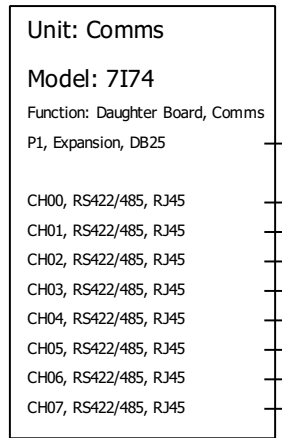 Unit: Comms
Model: 7I74
Function: Daughter Board, Comms
P1, Expansion, DB25
CH00, RS422/485, RJ45
CH01, RS422/485, RJ45
CH02, RS422/485, RJ45
CH03, RS422/485, RJ45
CH04, RS422/485, RJ45
CH05, RS422/485, RJ45
CH06, RS422/485, RJ45
CH07, RS422/485, RJ45